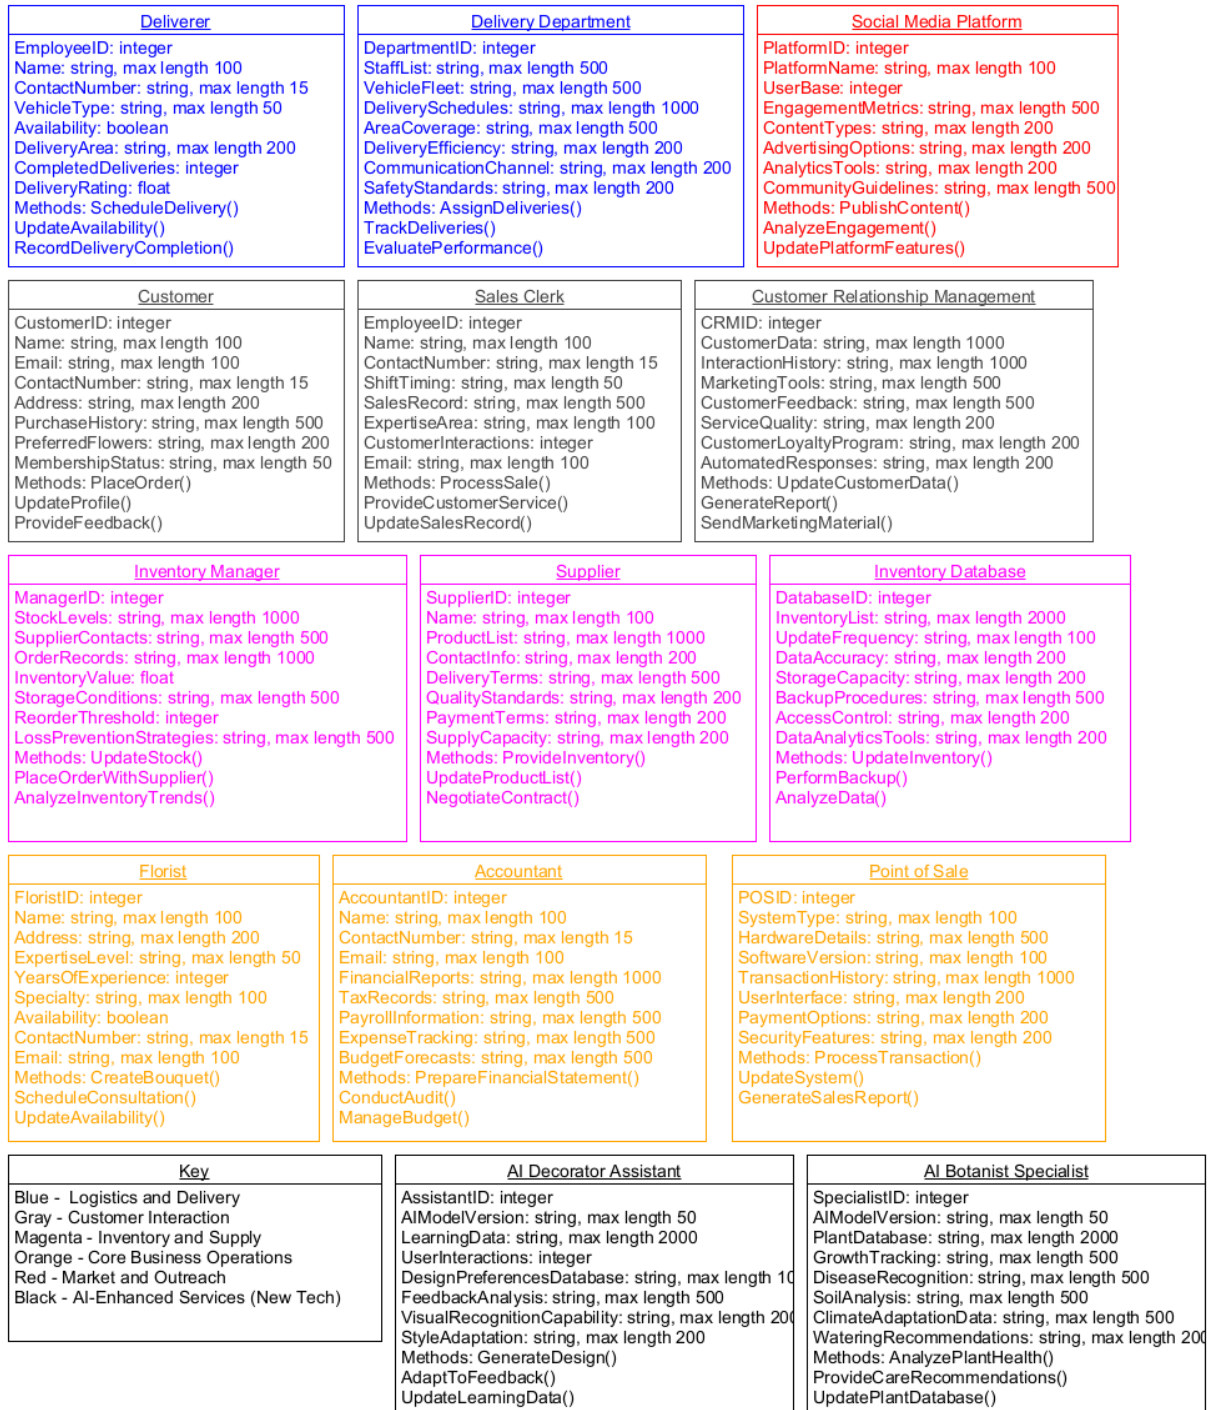 Deliverer
EmployeeID: integer
Name: string, max length 100
ContactNumber: string, max length 15
VehicleType: string, max length 50
Availability: boolean
DeliveryArea: string, max length 200
CompletedDeliveries: integer
DeliveryRating: float
Methods: ScheduleDelivery()
UpdateAvailability()
RecordDeliveryCompletion()
Delivery Department
DepartmentID: integer
StaffList: string, max length 500
VehicleFleet: string, max length 500
DeliverySchedules: string, max length 1000
AreaCoverage: string, max length 500
DeliveryEfficiency: string, max length 200
CommunicationChannel: string, max length 200
SafetyStandards: string, max length 200
Methods: AssignDeliveries()
TrackDeliveries()
EvaluatePerformance()
Social Media Platform
PlatformID: integer
PlatformName: string, max length 100
UserBase: integer
EngagementMetrics: string, max length 500
ContentTypes: string, max length 200
AdvertisingOptions: string, max length 200
AnalyticsTools: string, max length 200
CommunityGuidelines: string, max length 500
Methods: PublishContent()
AnalyzeEngagement()
UpdatePlatformFeatures()
Customer
CustomerID: integer
Name: string, max length 100
Email: string, max length 100
ContactNumber: string, max length 15
Address: string, max length 200
PurchaseHistory: string, max length 500
PreferredFlowers: string, max length 200
MembershipStatus: string, max length 50
Methods: PlaceOrder()
UpdateProfile()
ProvideFeedback()
Sales Clerk
EmployeeID: integer
Name: string, max length 100
ContactNumber: string, max length 15
ShiftTiming: string, max length 50
SalesRecord: string, max length 500
ExpertiseArea: string, max length 100
CustomerInteractions: integer
Email: string, max length 100
Methods: ProcessSale()
ProvideCustomerService()
UpdateSalesRecord()
Customer Relationship Management
CRMID: integer
CustomerData: string, max length 1000
InteractionHistory: string, max length 1000
MarketingTools: string, max length 500
CustomerFeedback: string, max length 500
ServiceQuality: string, max length 200
CustomerLoyaltyProgram: string, max length 200
AutomatedResponses: string, max length 200
Methods: UpdateCustomerData()
GenerateReport()
SendMarketingMaterial()
Inventory Manager
ManagerID: integer
StockLevels: string, max length 1000
SupplierContacts: string, max length 500
OrderRecords: string, max length 1000
InventoryValue: float
StorageConditions: string, max length 500
ReorderThreshold: integer
LossPreventionStrategies: string, max length 500
Methods: UpdateStock()
PlaceOrderWithSupplier()
AnalyzeInventoryTrends()
Supplier
SupplierID: integer
Name: string, max length 100
ProductList: string, max length 1000
ContactInfo: string, max length 200
DeliveryTerms: string, max length 500
QualityStandards: string, max length 200
PaymentTerms: string, max length 200
SupplyCapacity: string, max length 200
Methods: ProvideInventory()
UpdateProductList()
NegotiateContract()
Inventory Database
DatabaseID: integer
InventoryList: string, max length 2000
UpdateFrequency: string, max length 100
DataAccuracy: string, max length 200
StorageCapacity: string, max length 200
BackupProcedures: string, max length 500
AccessControl: string, max length 200
DataAnalyticsTools: string, max length 200
Methods: UpdateInventory()
PerformBackup()
AnalyzeData()
Florist
FloristID: integer
Name: string, max length 100
Address: string, max length 200
ExpertiseLevel: string, max length 50
YearsOfExperience: integer
Specialty: string, max length 100
Availability: boolean
ContactNumber: string, max length 15
Email: string, max length 100
Methods: CreateBouquet()
ScheduleConsultation()
UpdateAvailability()
Accountant
AccountantID: integer
Name: string, max length 100
ContactNumber: string, max length 15
Email: string, max length 100
FinancialReports: string, max length 1000
TaxRecords: string, max length 500
PayrollInformation: string, max length 500
ExpenseTracking: string, max length 500
BudgetForecasts: string, max length 500
Methods: PrepareFinancialStatement()
ConductAudit()
ManageBudget()
Point of Sale
POSID: integer
SystemType: string, max length 100
HardwareDetails: string, max length 500
SoftwareVersion: string, max length 100
TransactionHistory: string, max length 1000
UserInterface: string, max length 200
PaymentOptions: string, max length 200
SecurityFeatures: string, max length 200
Methods: ProcessTransaction()
UpdateSystem()
GenerateSalesReport()
Key
Blue - Logistics and Delivery
Gray - Customer Interaction
Magenta - Inventory and Supply
Orange - Core Business Operations
Red - Market and Outreach
Black - AI-Enhanced Services (New Tech)
AI Decorator Assistant
AssistantID: integer
AIModelVersion: string, max length 50
LearningData: string, max length 2000
UserInteractions: integer
DesignPreferencesDatabase: string, max length
FeedbackAnalysis: string, max length 500
VisualRecognitionCapability: string, max length 200
StyleAdaptation: string, max length 200
Methods: GenerateDesign()
AdaptToFeedback()
UpdateLearningData()
AI Botanist Specialist
SpecialistID: integer
AIModelVersion: string, max length 50
PlantDatabase: string, max length 2000
GrowthTracking: string, max length 500
DiseaseRecognition: string, max length 500
SoilAnalysis: string, max length 500
ClimateAdaptationData: string, max length 500
WateringRecommendations: string, max length 200
Methods: AnalyzePlantHealth()
ProvideCareRecommendations()
UpdatePlantDatabase()